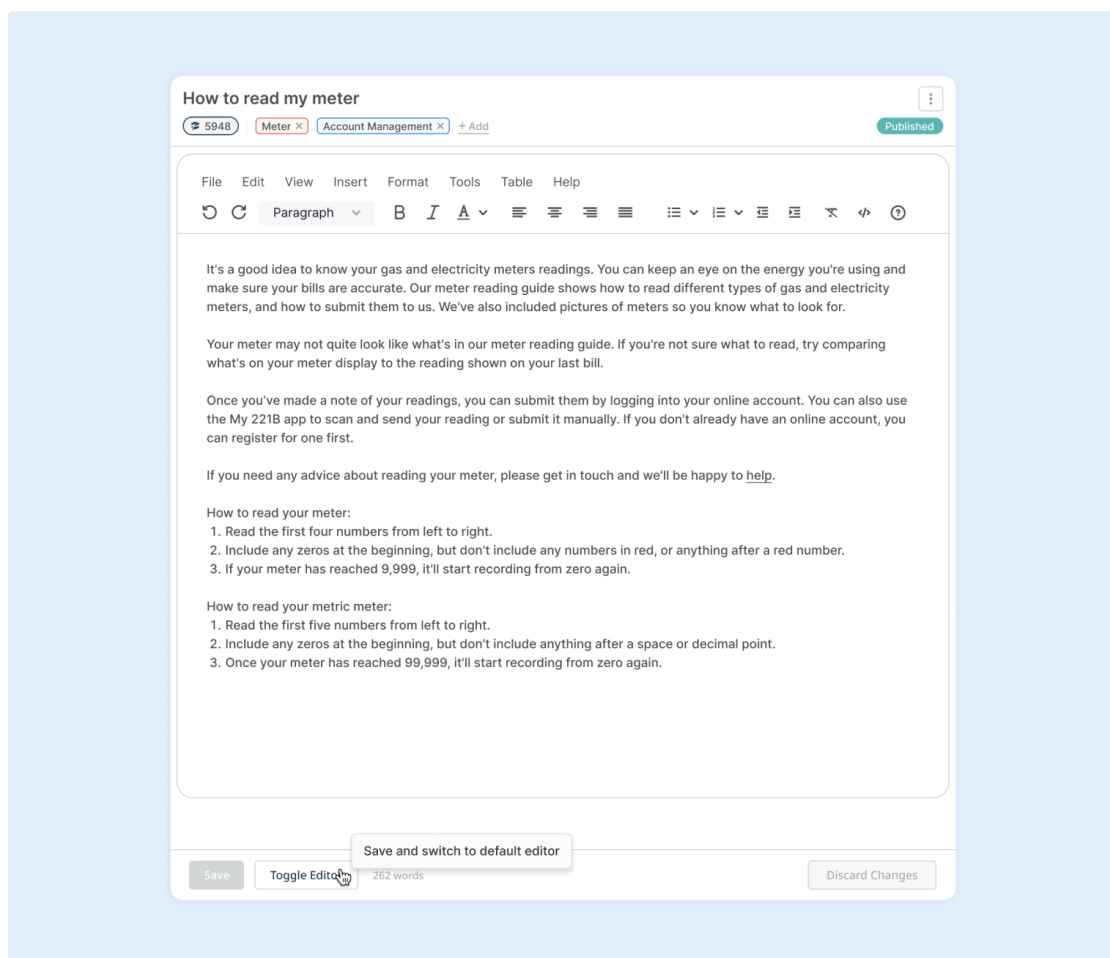 How to read my meter
5948 Meter Account Management + Add Published
File Edit View Insert Format Tools Table Help
Paragraph B I A
It's a good idea to know your gas and electricity meters readings. You can keep an eye on the energy you're using and
make sure your bills are accurate. Our meter reading guide shows how to read different types of gas and electricity
meters, and how to submit them to us. We've also included pictures of meters so you know what to look for.
Your meter may not quite look like what's in our meter reading guide. If you're not sure what to read, try comparing
what's on your meter display to the reading shown on your last bill.
Once you've made a note of your readings, you can submit them by logging into your online account. You can also use
the My 221B app to scan and send your reading or submit it manually. If you don’t already have an online account, you
can register for one first.
If you need any advice about reading your meter, please get in touch and we'll be happy to help.
How to read your meter:
1. Read the first four numbers from left to right.
2. Include any zeros at the beginning, but don't include any numbers in red, or anything after a red number.
3. If your meter has reached 9,999, it'll start recording from zero again.
How to read your metric meter:
1. Read the first five numbers from left to right.
2. Include any zeros at the beginning, but don't include anything after a space or decimal point.
3. Once your meter has reached 99,999, it'll start recording from zero again.
Save and switch to default editor
Save Toggle Editor 262 words Discard Changes